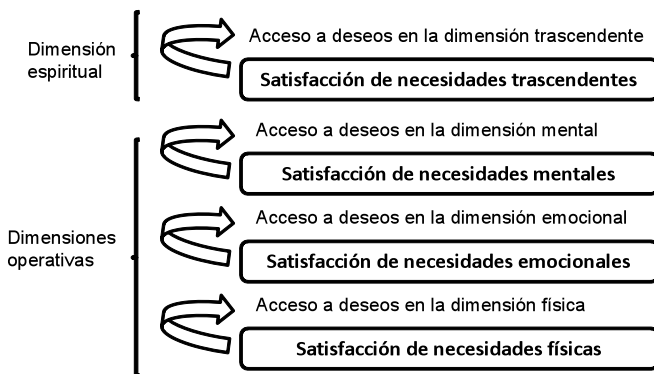 Dimensión
espiritual
Acceso a deseos en la dimensión trascendente
Satisfacción de necesidades trascendentes
Dimensiones
operativas
Acceso a deseos en la dimensión mental
Satisfacción de necesidades mentales
Acceso a deseos en la dimensión emocional
Satisfacción de necesidades emocionales
Acceso a deseos en la dimensión física
Satisfacción de necesidades físicas